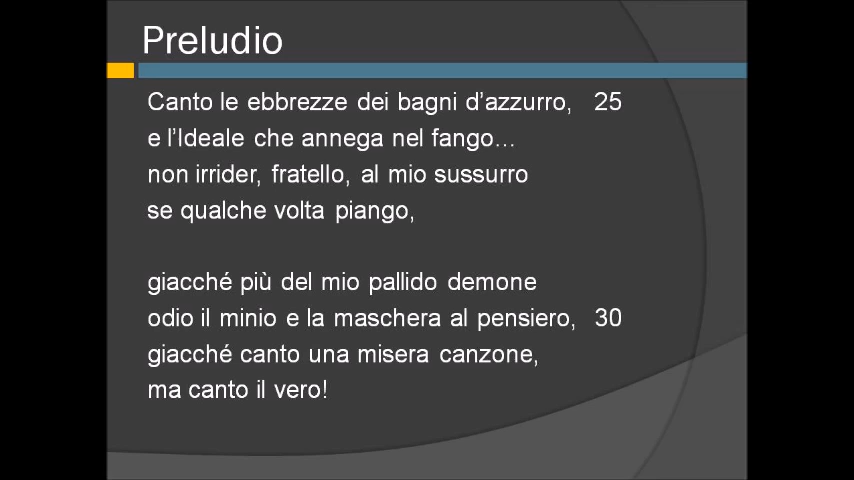 Preludio
Canto le ebbrezze dei bagni d'azzurro, 25
e l'Ideale che annega nel fango...
non irrider, fratello, al mio sussurro
se qualche volta piango,
giacché più del mio pallido demone
odio il minio e la maschera al pensiero, 30
giacché canto una misera canzone,
ma canto il vero!